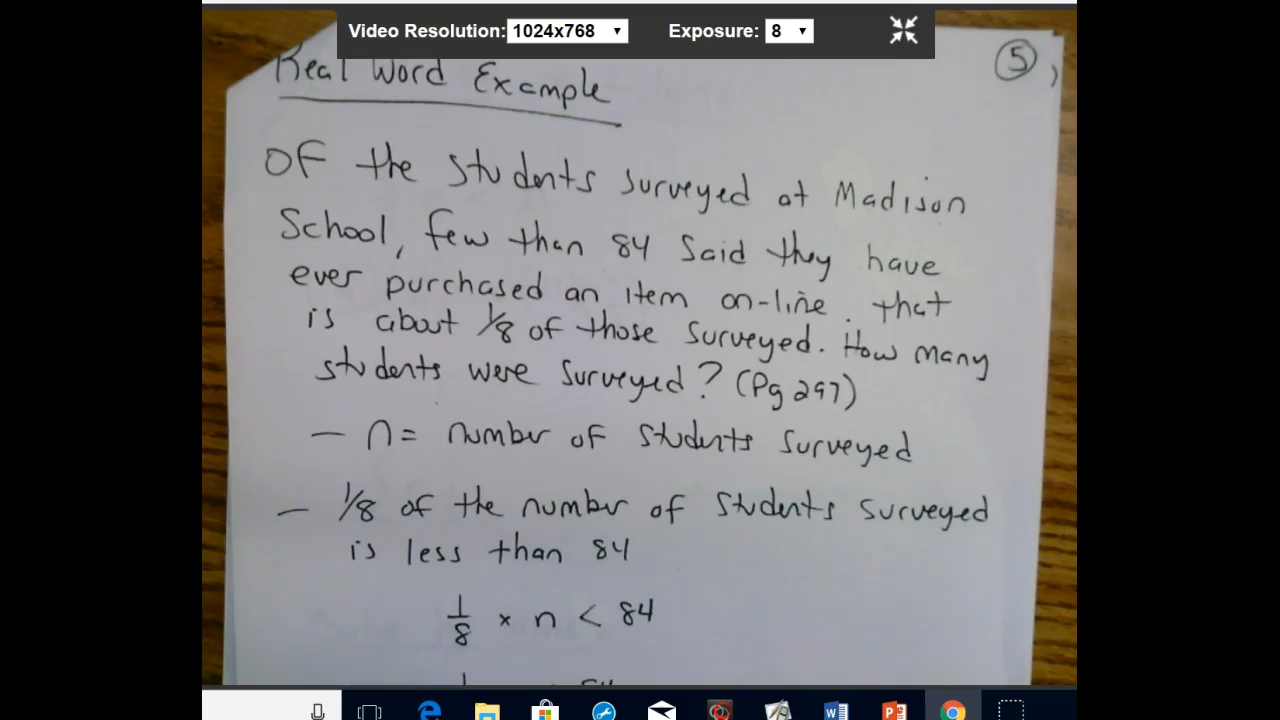 Video Resolution: 1024x768 Exposure: 8
Real Word Example
5
OF the students surveyed at Madison
School, few than 84 said they have
ever purchased an item on-line. that
is about 1/8 of those surveyed. How many
students were surveyed? (Pg 297)
— n = number of students surveyed
— 1/8 of the number of students surveyed
is less than 84
1/8 × n < 84